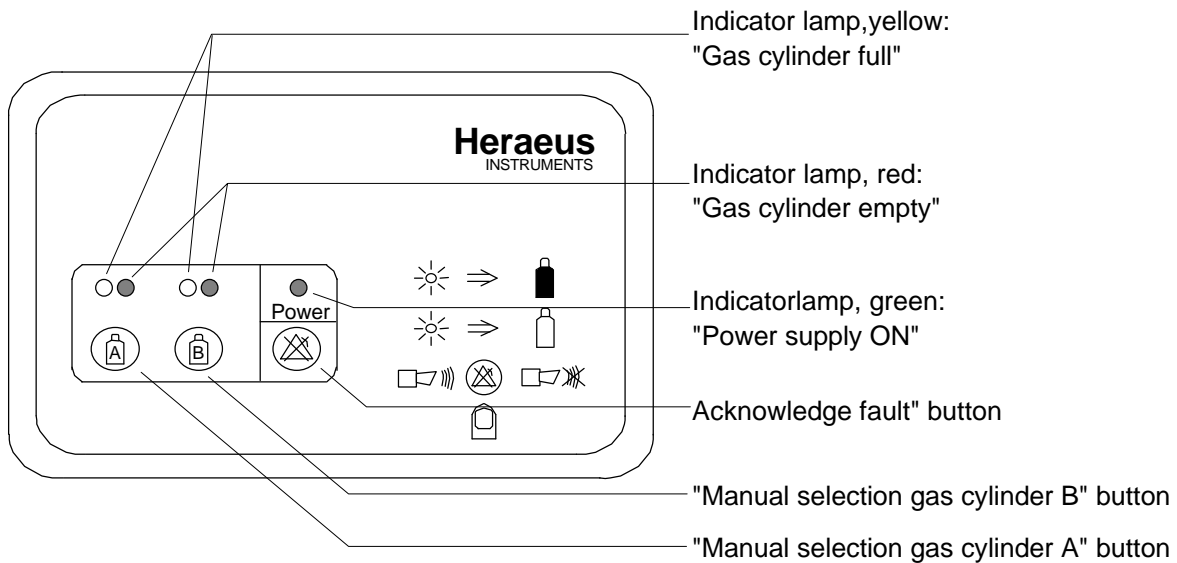 Indicator lamp,yellow:
"Gas cylinder full"
Heraeus
INSTRUMENTS
Indicator lamp, red:
"Gas cylinder empty"
Power
Indicatorlamp, green:
"Power supply ON"
A
B
Acknowledge fault" button
"Manual selection gas cylinder B" button
"Manual selection gas cylinder A" button